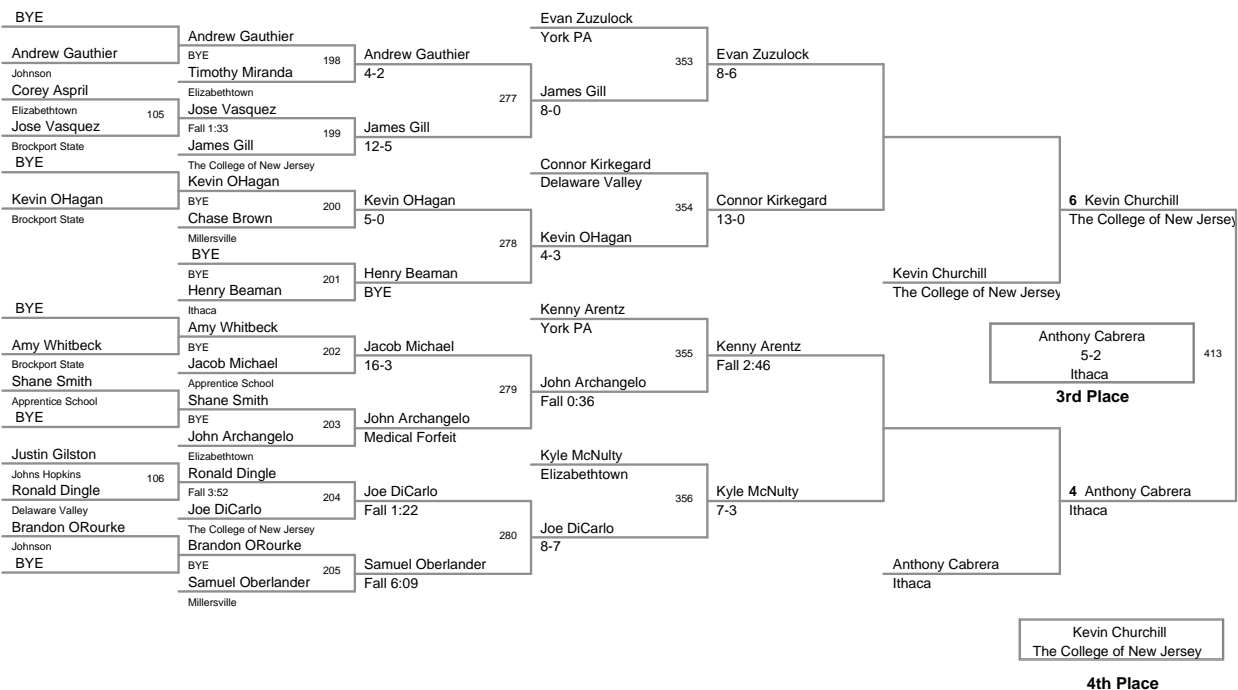 BYE
Andrew Gauthier
Johnson
Corey Aspril
Elizabethtown
105
Jose Vasquez
Brockport State
BYE
Kevin OHagan
Brockport State
BYE
Amy Whitbeck
Brockport State
Shane Smith
Apprentice School
BYE
Justin Gilston
Johns Hopkins
106
Ronald Dingle
Delaware Valley
Brandon ORourke
Johnson
BYE
Andrew Gauthier
BYE
198
Timothy Miranda
Elizabethtown
Jose Vasquez
Fall 1:33
199
James Gill
The College of New Jersey
Kevin OHagan
BYE
200
Chase Brown
Millersville
BYE
BYE
201
Henry Beaman
Ithaca
Amy Whitbeck
BYE
202
Jacob Michael
Apprentice School
Shane Smith
BYE
203
John Archangelo
Elizabethtown
Ronald Dingle
Fall 3:52
204
Joe DiCarlo
The College of New Jersey
Brandon ORourke
BYE
205
Samuel Oberlander
Millersville
Andrew Gauthier
4-2
277
James Gill
12-5
Kevin OHagan
5-0
278
Henry Beaman
BYE
Jacob Michael
16-3
279
John Archangelo
Medical Forfeit
Joe DiCarlo
Fall 1:22
280
Samuel Oberlander
Fall 6:09
Evan Zuzulock
York PA
353
James Gill
8-0
Connor Kirkegard
Delaware Valley
354
Kevin OHagan
4-3
Kenny Arentz
York PA
355
John Archangelo
Fall 0:36
Kyle McNulty
Elizabethtown
356
Joe DiCarlo
8-7
Evan Zuzulock
8-6
Connor Kirkegard
13-0
Kenny Arentz
Fall 2:46
Kyle McNulty
7-3
Kevin Churchill
The College of New Jersey
Anthony Cabrera
Ithaca
6 Kevin Churchill
The College of New Jersey
Anthony Cabrera
5-2
413
Ithaca
3rd Place
4 Anthony Cabrera
Ithaca
Kevin Churchill
The College of New Jersey
4th Place